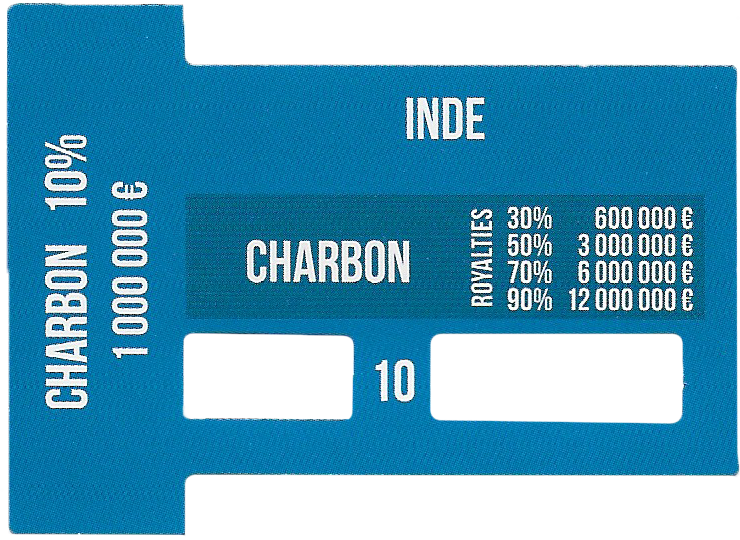 CHARBON 10%
1 000 000 €
INDE
CHARBON
ROYALTIES
30% 600 000 €
50% 3 000 000 €
70% 6 000 000 €
90% 12 000 000 €
10